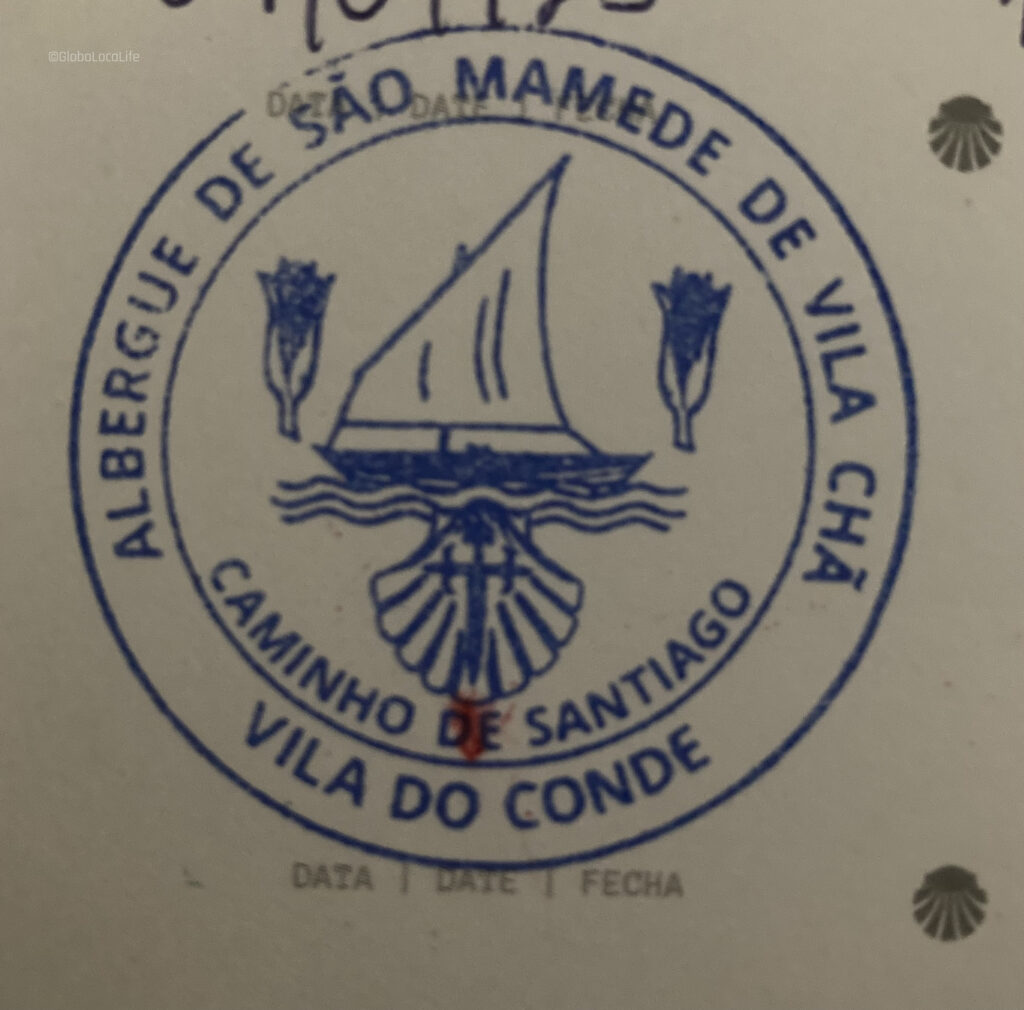 ©GloboLocoLife
DATA | DATE | FECHA
ALBERGUE DE SÃO MAMEDE DE VILA CHÃ
CAMINHO DE SANTIAGO
VILA DO CONDE
DATA | DATE | FECHA